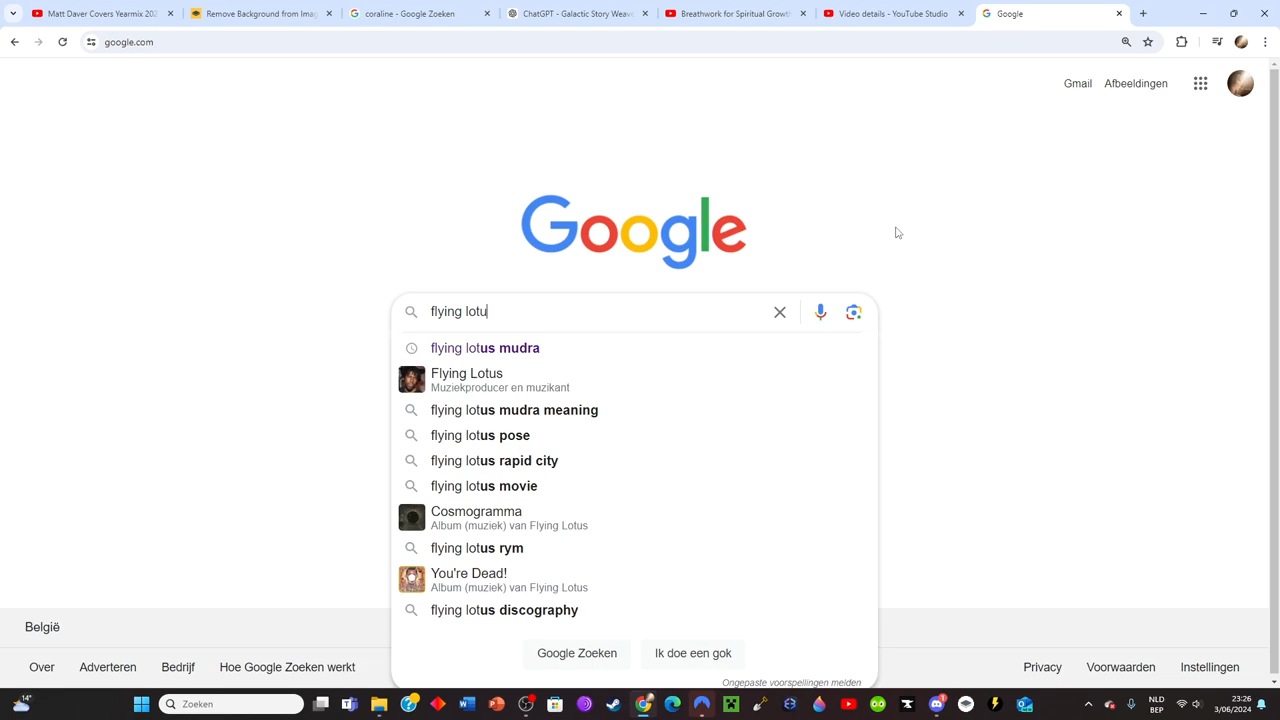 Matt Daver Covers Yearmix 202
Remove Background from Imag
coraline - Google Zoeken
ChatGPT - Galactic Story Weave
Breathwork for Spiritual Growth
Video details - YouTube Studio
Google
google.com
Gmail Afbeeldingen
Google
flying lotu
flying lotus mudra
Flying Lotus
Muziekproducer en muzikant
flying lotus mudra meaning
flying lotus pose
flying lotus rapid city
flying lotus movie
Cosmogramma
Album (muziek) van Flying Lotus
flying lotus rym
You're Dead!
Album (muziek) van Flying Lotus
flying lotus discography
Google Zoeken Ik doe een gok
Ongepaste voorspellingen melden
België
Over Adverteren Bedrijf Hoe Google Zoeken werkt Privacy Voorwaarden Instellingen
14°
Zoeken
NLD
BEP
23:26
3/06/2024